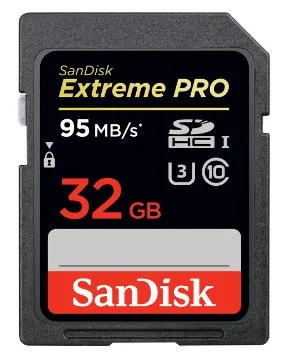 SanDisk
Extreme PRO
95 MB/s*
SD HC I
3 10
32 GB
SanDisk